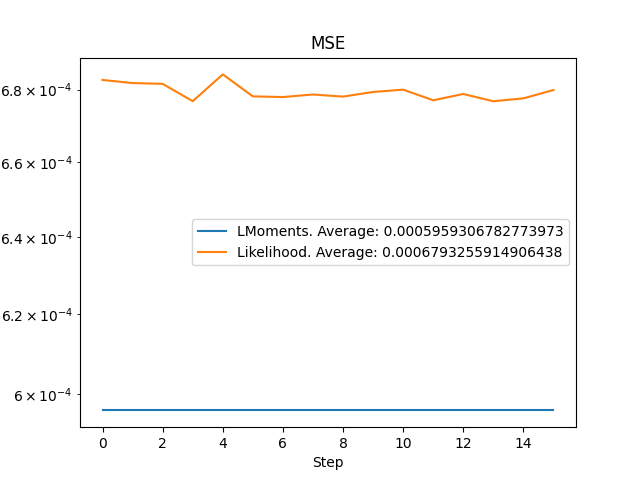 MSE
6.8 × 10⁻⁴
6.6 × 10⁻⁴
6.4 × 10⁻⁴
6.2 × 10⁻⁴
6 × 10⁻⁴
LMoments. Average: 0.0005959306782773973
Likelihood. Average: 0.0006793255914906438
0 2 4 6 8 10 12 14
Step